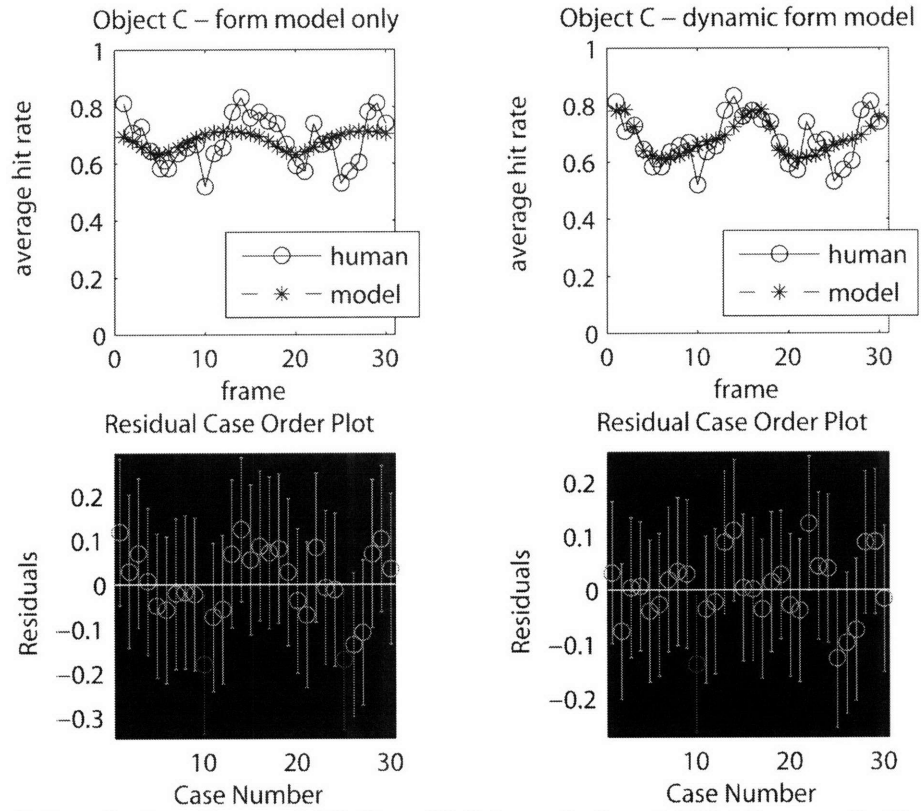 Object C – form model only
1
0.8
0.6
0.4
0.2
0
average hit rate
human
model
0
10
20
30
frame
Object C – dynamic form model
1
0.8
0.6
0.4
0.2
0
average hit rate
human
model
0
10
20
30
frame
Residual Case Order Plot
0.2
0.1
0
−0.1
−0.2
−0.3
Residuals
10
20
30
Case Number
Residual Case Order Plot
0.2
0.1
0
−0.1
−0.2
Residuals
10
20
30
Case Number